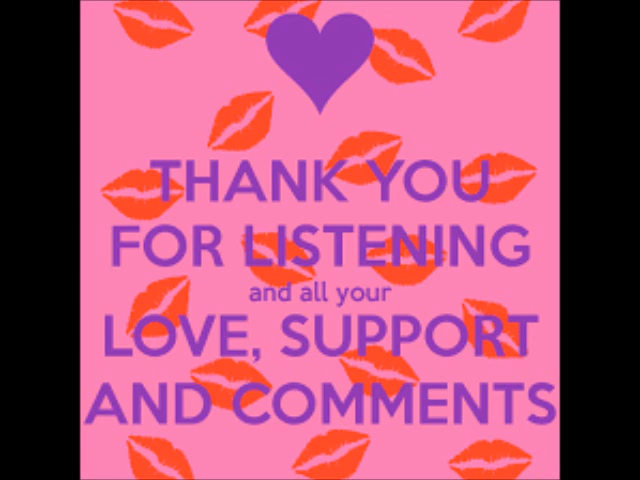 THANK YOU
FOR LISTENING
and all your
LOVE, SUPPORT
AND COMMENTS